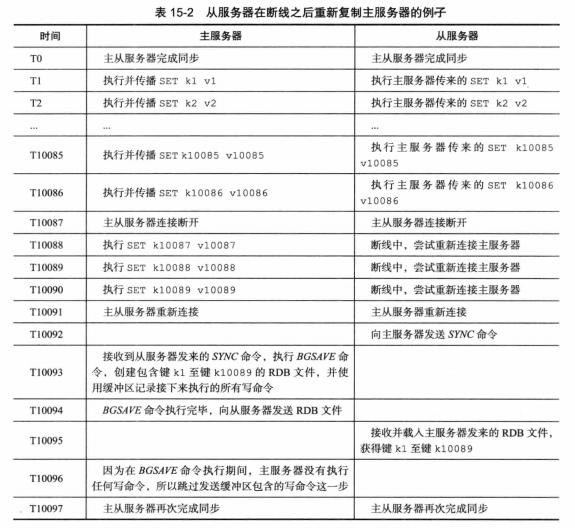 表 15-2 从服务器在断线之后重新复制主服务器的例子
时间 主服务器 从服务器
T0 主从服务器完成同步 主从服务器完成同步
T1 执行并传播 SET k1 v1 执行主服务器传来的 SET k1 v1
T2 执行并传播 SET k2 v2 执行主服务器传来的 SET k2 v2
... ... ...
T10085 执行并传播 SET k10085 v10085 执行主服务器传来的 SET k10085
v10085
T10086 执行并传播 SET k10086 v10086 执行主服务器传来的 SET k10086
v10086
T10087 主从服务器连接断开 主从服务器连接断开
T10088 执行 SET k10087 v10087 断线中，尝试重新连接主服务器
T10089 执行 SET k10088 v10088 断线中，尝试重新连接主服务器
T10090 执行 SET k10089 v10089 断线中，尝试重新连接主服务器
T10091 主从服务器重新连接 主从服务器重新连接
T10092 向主服务器发送 SYNC 命令
T10093 接收到从服务器发来的 SYNC 命令，执行 BGSAVE 命
令，创建包含键 k1 至键 k10089 的 RDB 文件，并使
用缓冲区记录接下来执行的所有写命令
T10094 BGSAVE 命令执行完毕，向从服务器发送 RDB 文件
T10095 接收并载入主服务器发来的 RDB 文件，
获得键 k1 至键 k10089
T10096 因为在 BGSAVE 命令执行期间，主服务器没有执行
任何写命令，所以跳过发送缓冲区包含的写命令这一步
T10097 主从服务器再次完成同步 主从服务器再次完成同步